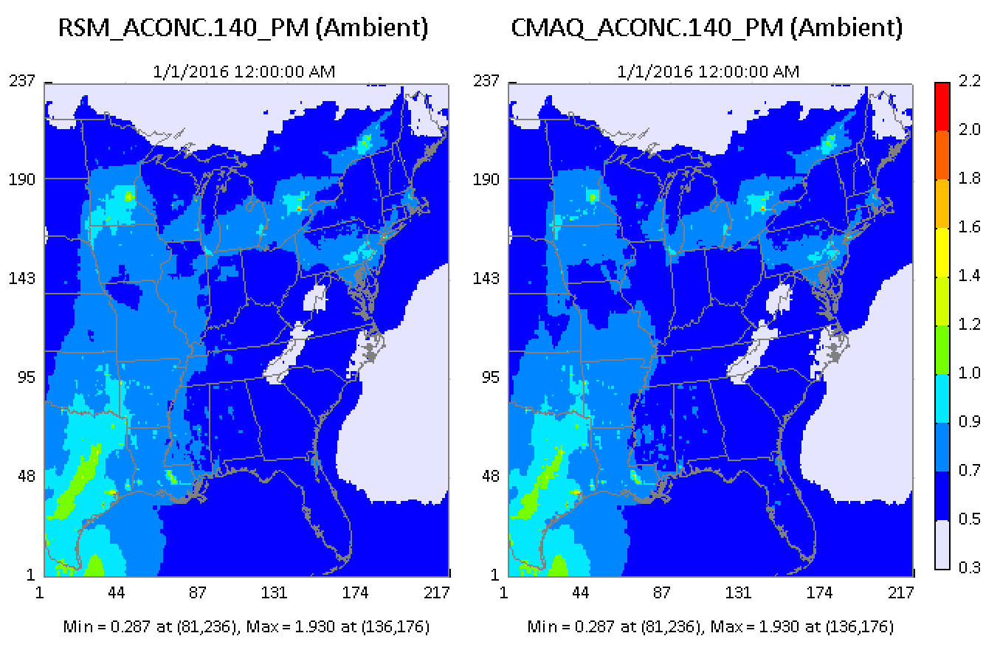 RSM_ACONC.140_PM (Ambient)
1/1/2016 12:00:00 AM
237
190
143
95
48
1
1 44 87 131 174 217
Min = 0.287 at (81,236), Max = 1.930 at (136,176)
CMAQ_ACONC.140_PM (Ambient)
1/1/2016 12:00:00 AM
237
190
143
95
48
1
1 44 87 131 174 217
Min = 0.287 at (81,236), Max = 1.930 at (136,176)
2.2
2.0
1.8
1.6
1.4
1.2
1.0
0.9
0.7
0.5
0.3